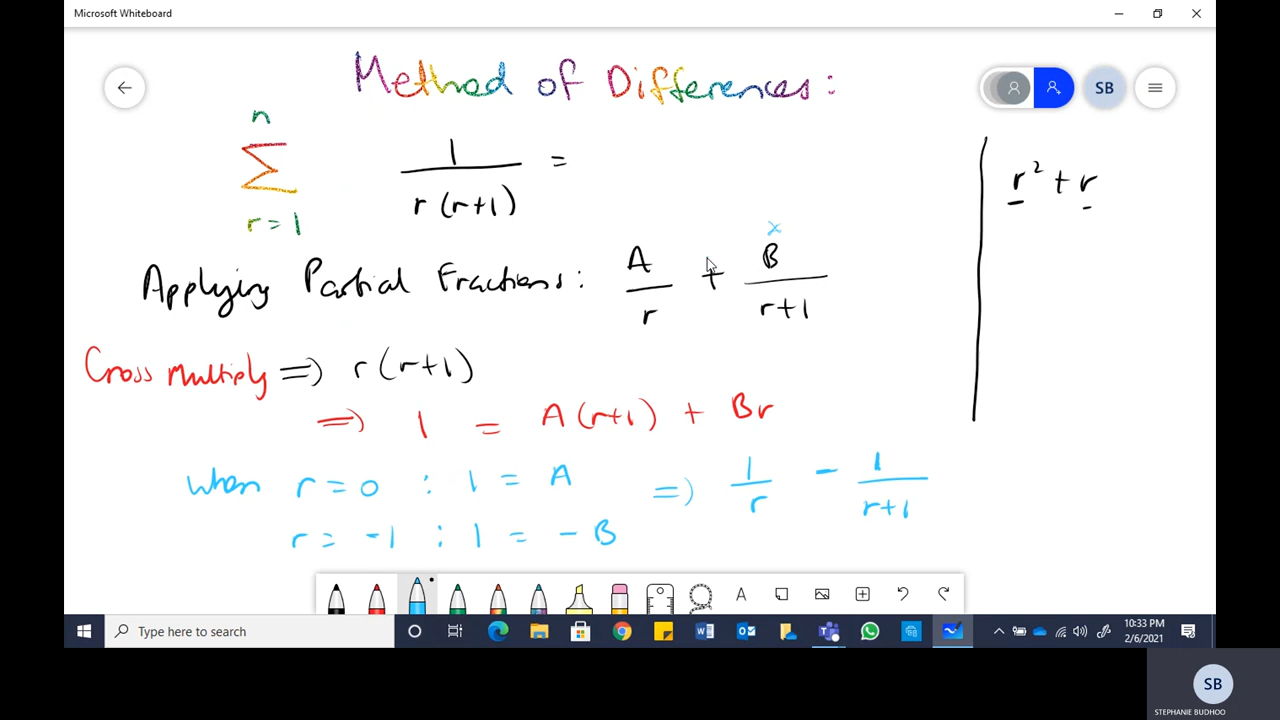 Microsoft Whiteboard
Method of Differences:
SB
n
∑ 1/(r(r+1)) =
r=1
r² + r
x
Applying Partial Fractions: A/r + B/(r+1)
Cross multiply ⇒ r(r+1)
⇒ 1 = A(r+1) + Br
when r=0 : 1 = A ⇒ 1/r - 1/(r+1)
r = -1 : 1 = -B
A
Type here to search
10:33 PM
2/6/2021
SB
STEPHANIE BUDHOO